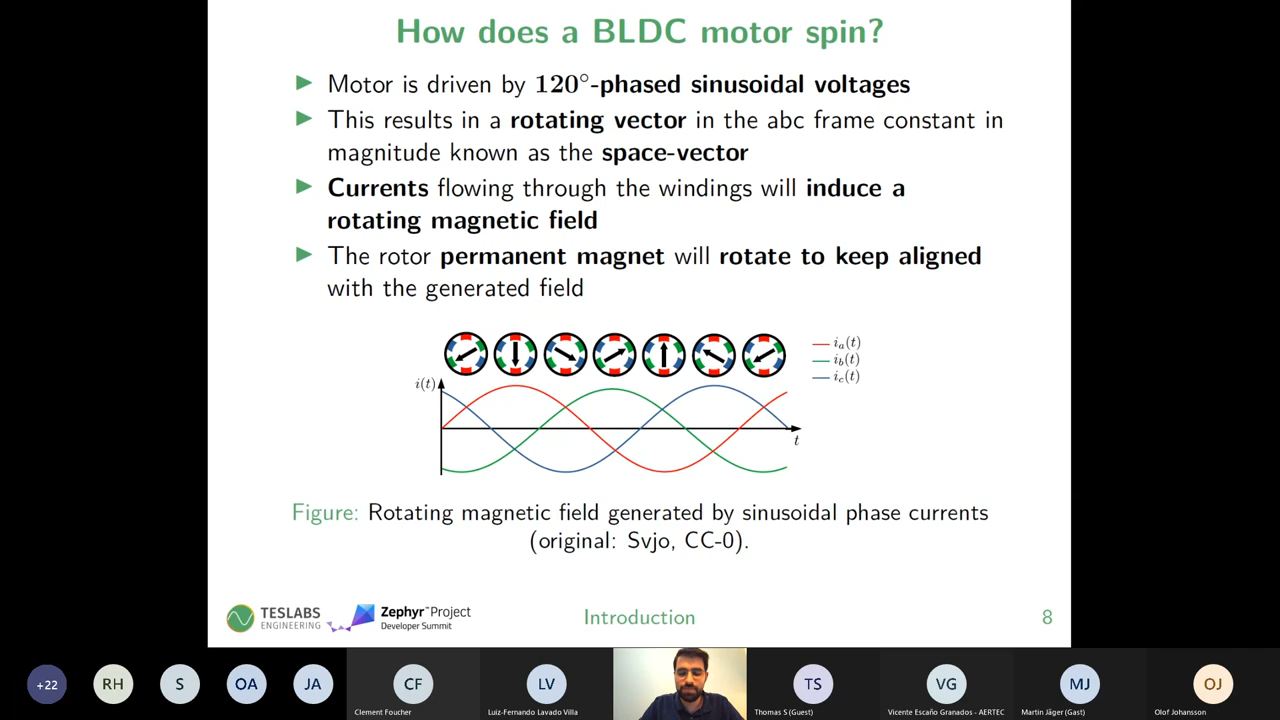 How does a BLDC motor spin?
Motor is driven by 120°-phased sinusoidal voltages
This results in a rotating vector in the abc frame constant in
magnitude known as the space-vector
Currents flowing through the windings will induce a
rotating magnetic field
The rotor permanent magnet will rotate to keep aligned
with the generated field
i_a(t)
i_b(t)
i_c(t)
i(t)
t
Figure: Rotating magnetic field generated by sinusoidal phase currents
(original: Svjo, CC-0).
TESLABS
ENGINEERING
Zephyr™Project
Developer Summit
Introduction
8
+22
RH
S
OA
JA
CF
LV
TS
VG
MJ
OJ
Clement Foucher
Luiz-Fernando Lavado Villa
Thomas S (Guest)
Vicente Escaño Granados - AERTEC
Martin Jäger (Gast)
Olof Johansson